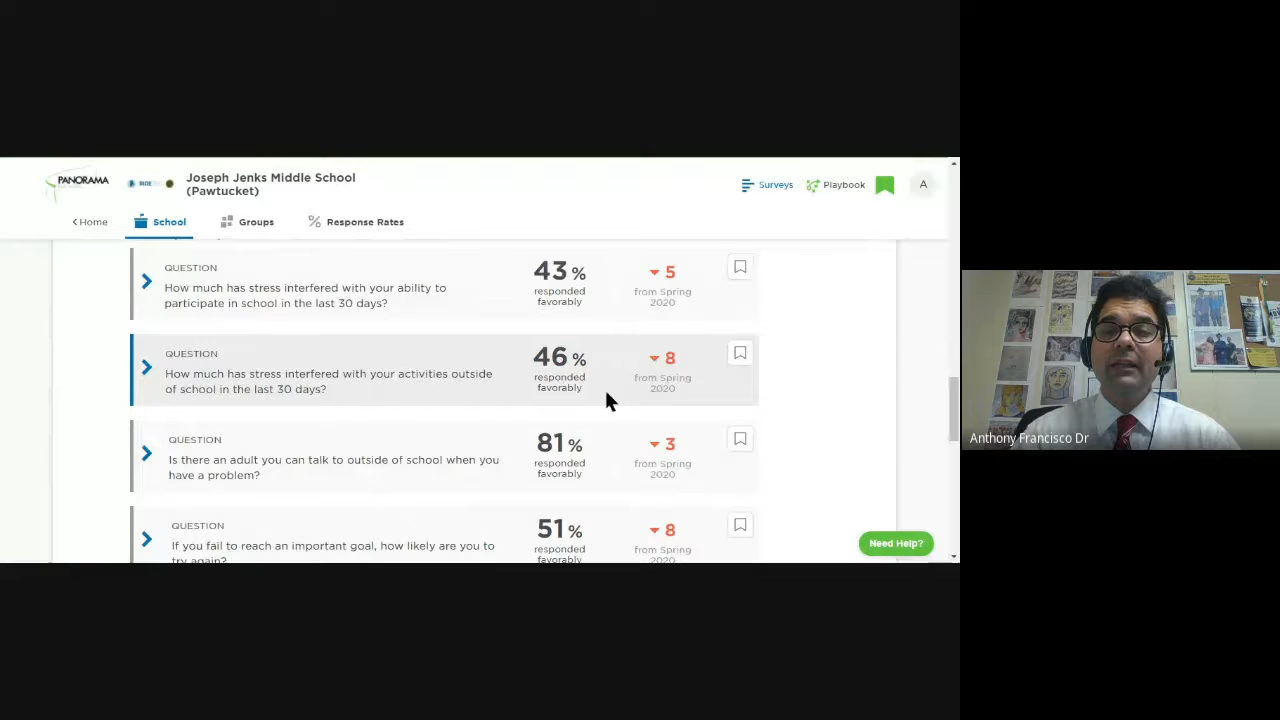 PANORAMA
RIDE
Joseph Jenks Middle School
(Pawtucket)
Surveys
Playbook
A
Home
School
Groups
Response Rates
QUESTION
How much has stress interfered with your ability to
participate in school in the last 30 days?
43 %
responded
favorably
5
from Spring
2020
QUESTION
How much has stress interfered with your activities outside
of school in the last 30 days?
46 %
responded
favorably
8
from Spring
2020
QUESTION
Is there an adult you can talk to outside of school when you
have a problem?
81 %
responded
favorably
3
from Spring
2020
QUESTION
If you fail to reach an important goal, how likely are you to
try again?
51 %
responded
favorably
8
from Spring
2020
Need Help?
Anthony Francisco Dr